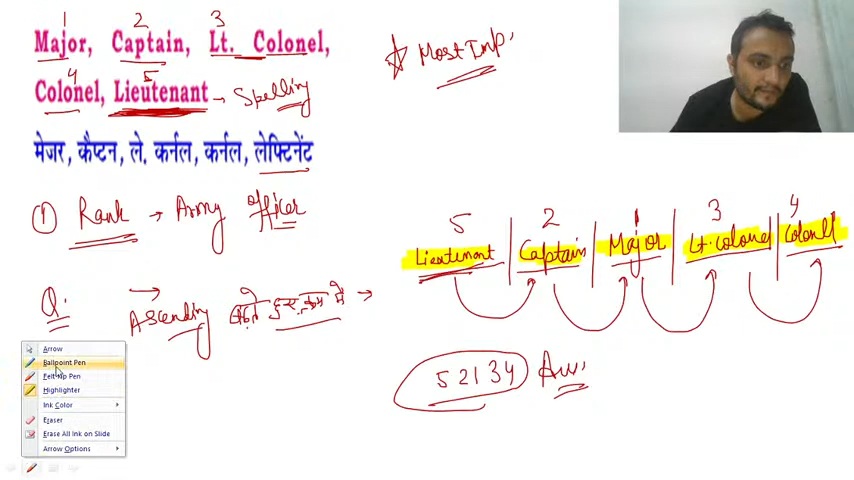 1 2 3
Major, Captain, Lt. Colonel,
4 5
Colonel, Lieutenant → Spelling
मेजर, कैप्टन, ले. कर्नल, कर्नल, लेफ्टिनेंट
☆ Most Imp.
① Rank → Army officer
5 2 1 3 4
Lieutenant | Captain | Major | Lt. Colonel | Colonel
Q. Ascending →
52134 Ans.
Arrow
Ballpoint Pen
Felt Tip Pen
Highlighter
Ink Color
Eraser
Erase All Ink on Slide
Arrow Options